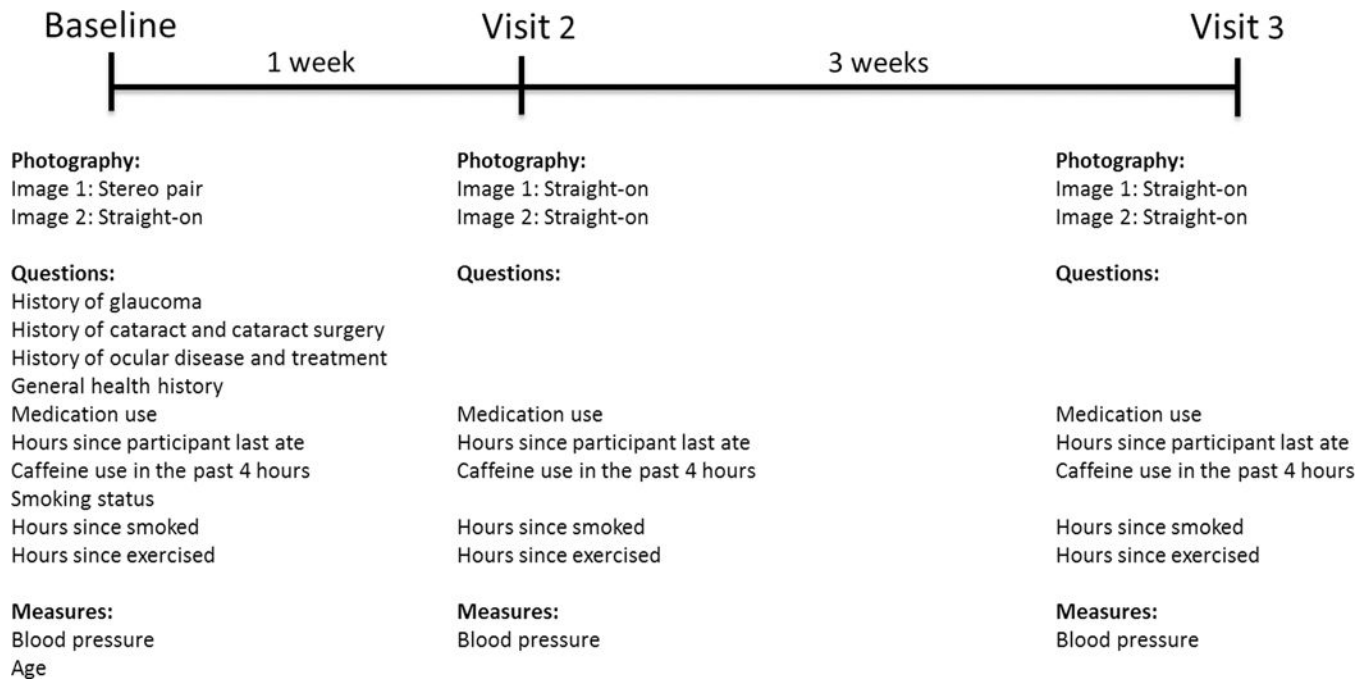 Baseline
Visit 2
Visit 3
1 week
3 weeks
Photography:
Image 1: Stereo pair
Image 2: Straight-on
Questions:
History of glaucoma
History of cataract and cataract surgery
History of ocular disease and treatment
General health history
Medication use
Hours since participant last ate
Caffeine use in the past 4 hours
Smoking status
Hours since smoked
Hours since exercised
Measures:
Blood pressure
Age
Photography:
Image 1: Straight-on
Image 2: Straight-on
Questions:
Medication use
Hours since participant last ate
Caffeine use in the past 4 hours
Hours since smoked
Hours since exercised
Measures:
Blood pressure
Photography:
Image 1: Straight-on
Image 2: Straight-on
Questions:
Medication use
Hours since participant last ate
Caffeine use in the past 4 hours
Hours since smoked
Hours since exercised
Measures:
Blood pressure